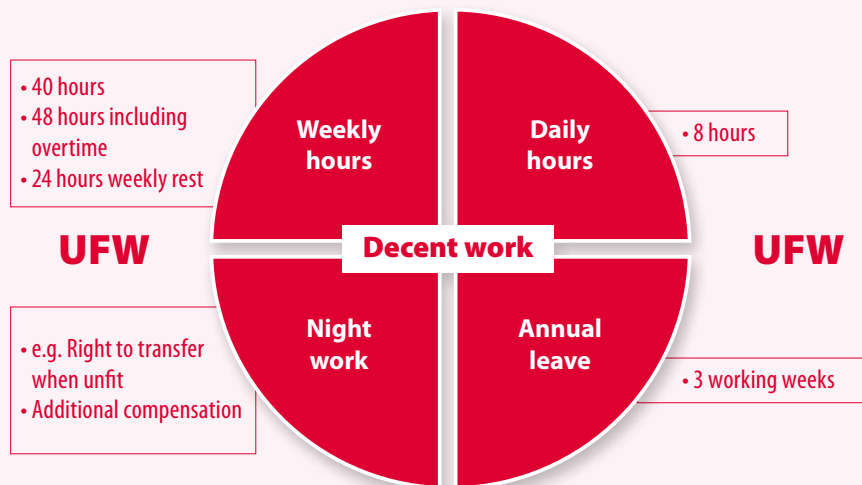 • 40 hours
• 48 hours including
overtime
• 24 hours weekly rest
Weekly
hours
Daily
hours
• 8 hours
UFW
Decent work
UFW
• e.g. Right to transfer
when unfit
• Additional compensation
Night
work
Annual
leave
• 3 working weeks